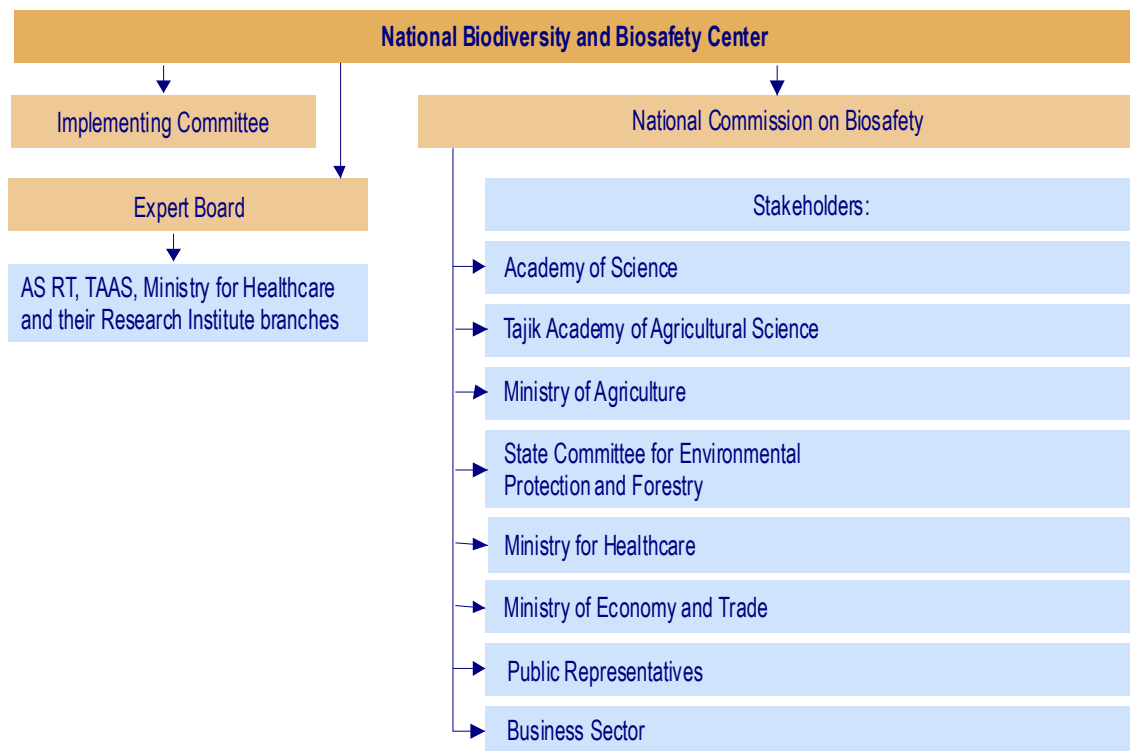 National Biodiversity and Biosafety Center
Implementing Committee
National Commission on Biosafety
Expert Board
AS RT, TAAS, Ministry for Healthcare
and their Research Institute branches
Stakeholders:
Academy of Science
Tajik Academy of Agricultural Science
Ministry of Agriculture
State Committee for Environmental
Protection and Forestry
Ministry for Healthcare
Ministry of Economy and Trade
Public Representatives
Business Sector